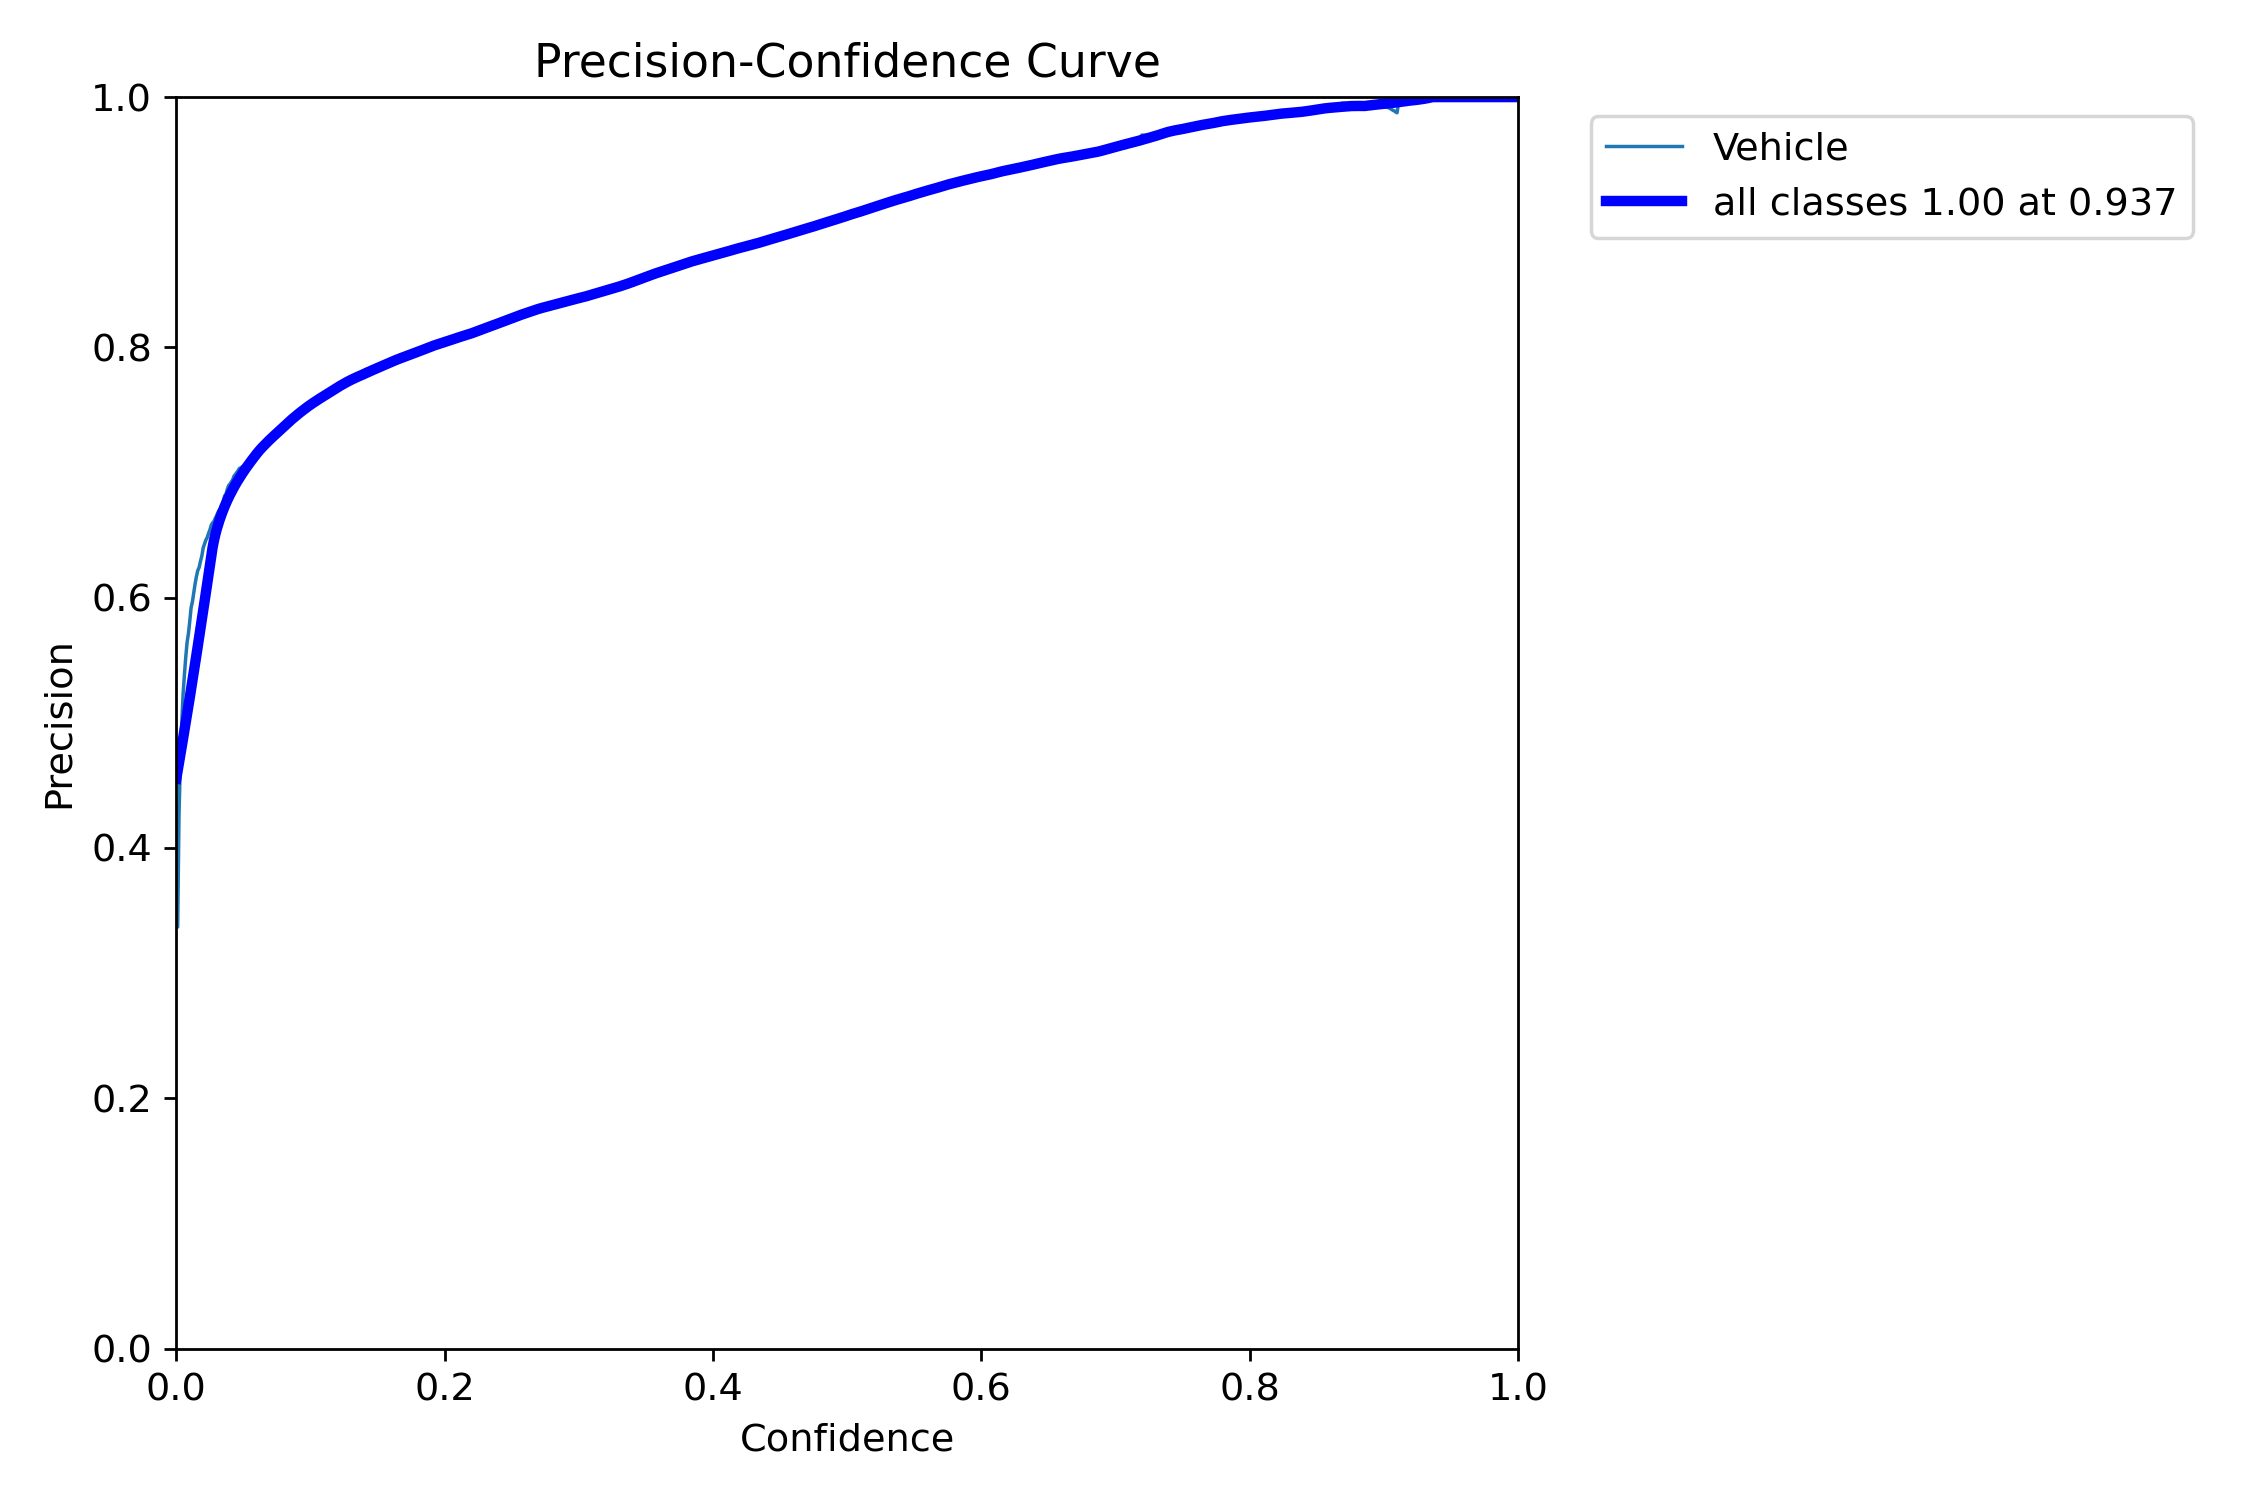 Precision-Confidence Curve
1.0
0.8
0.6
0.4
0.2
0.0
Precision
0.0 0.2 0.4 0.6 0.8 1.0
Confidence
Vehicle
all classes 1.00 at 0.937